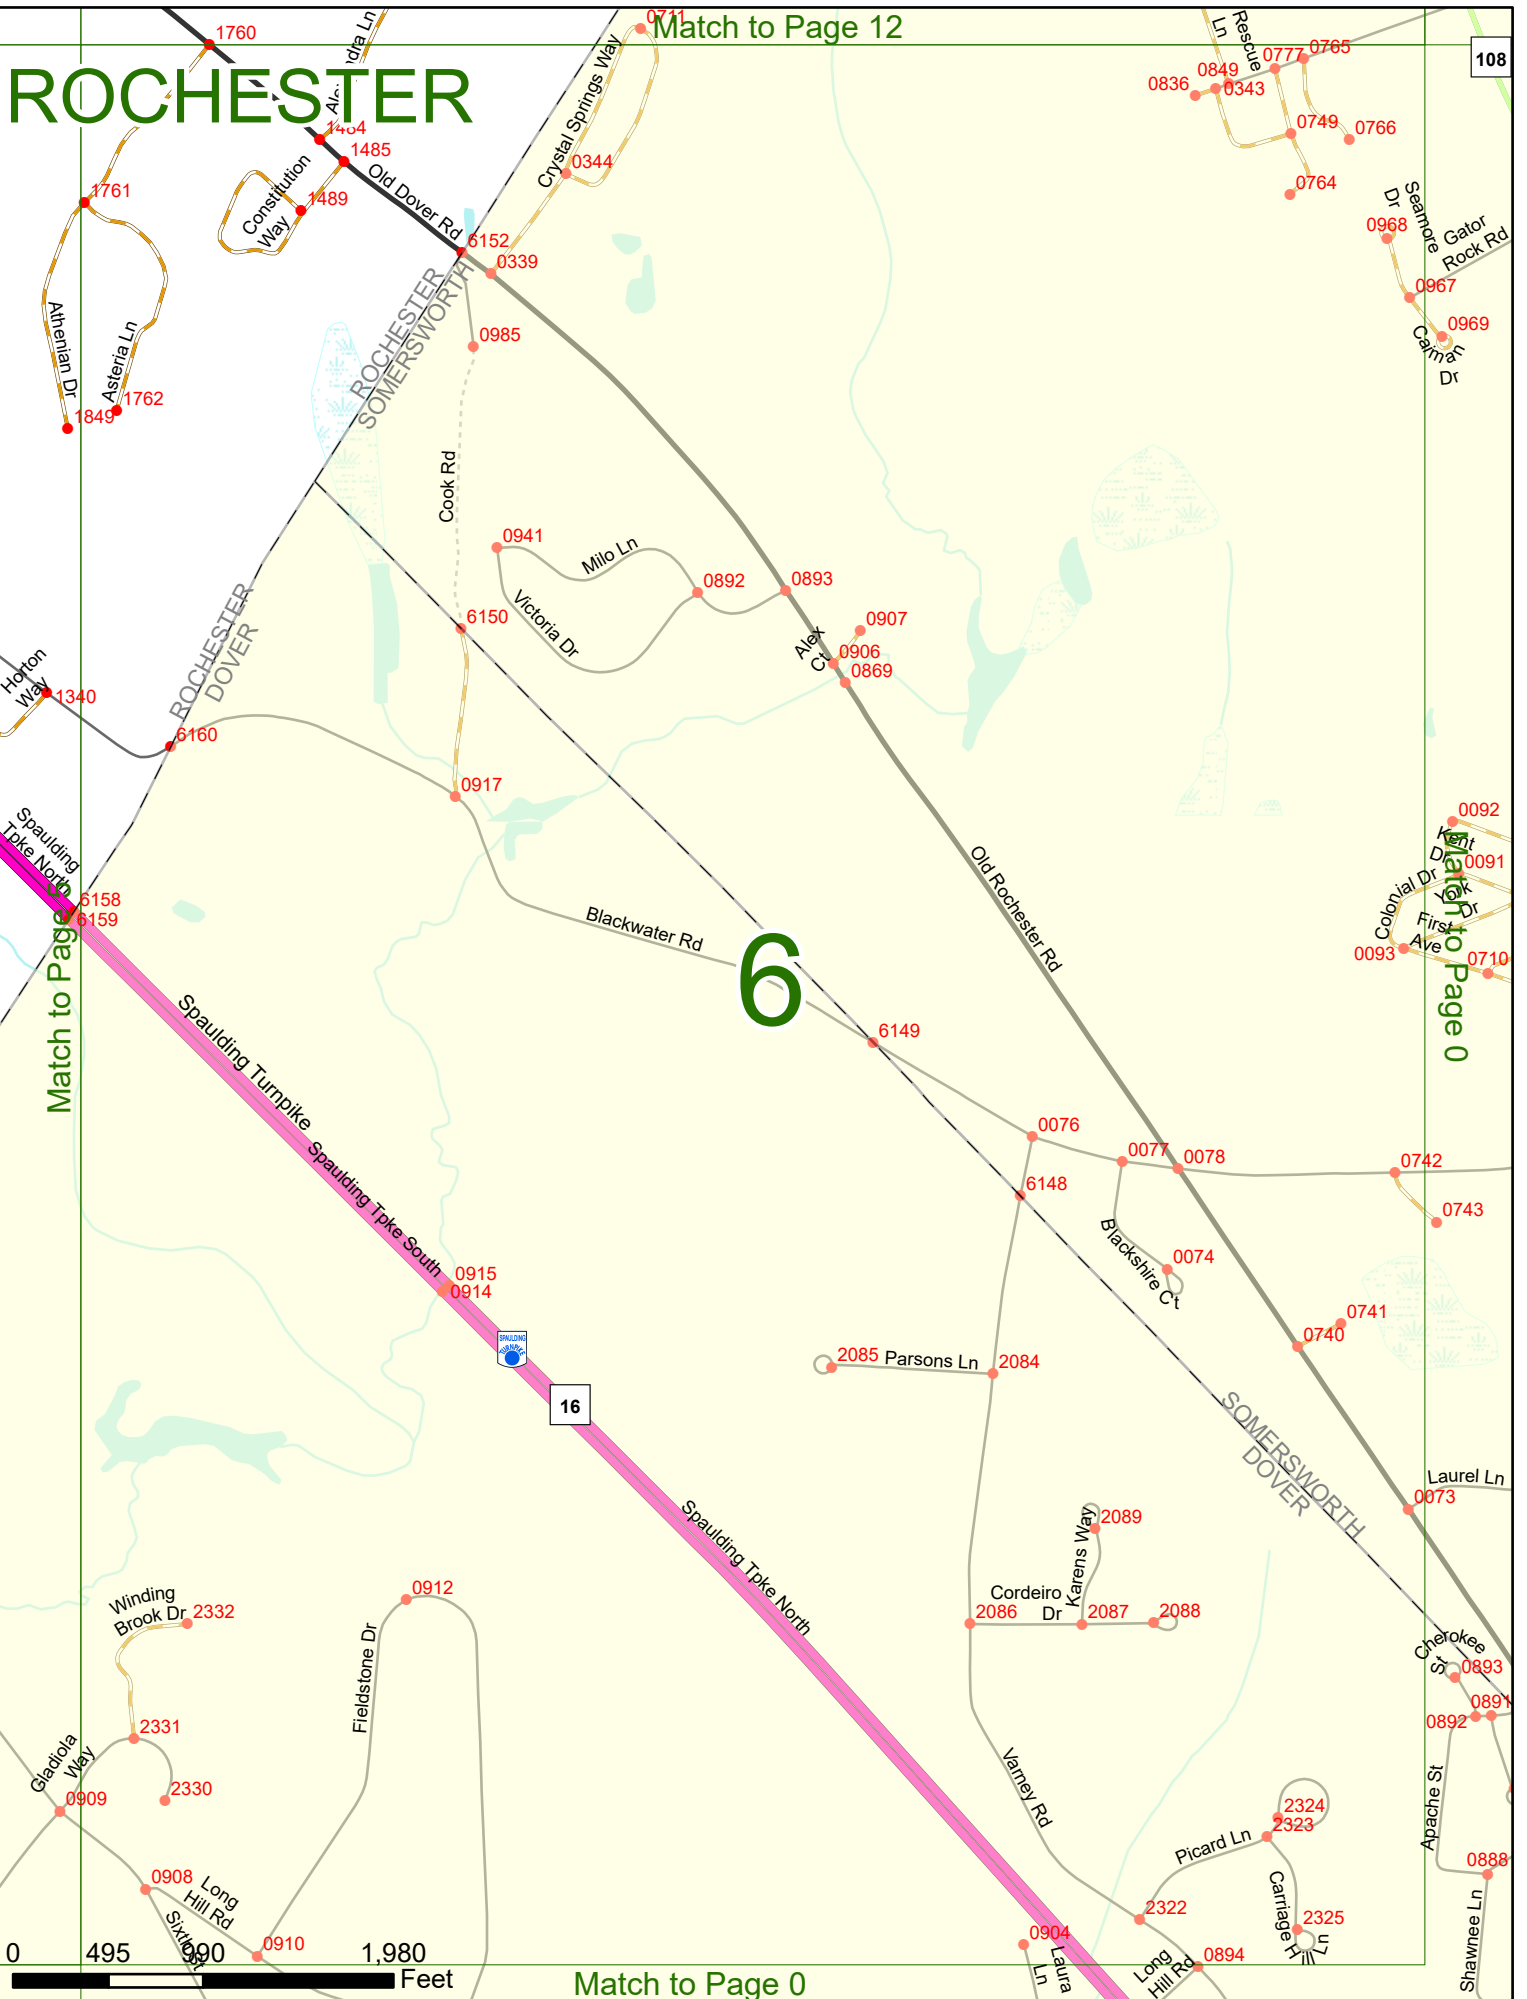 Match to Page 12
ROCHESTER
108
1760
0711
Rescue
Ln
0777
0765
0849
0836
0343
0749
0766
0764
Crystal Springs Way
0344
1485
Old Dover Rd
Constitution
Way
1489
1761
6152
0339
ROCHESTER
SOMERSWORTH
0985
Athenian Dr
Asteria Ln
1762
1849
Seamore
Dr
0968
Gator
Rock Rd
0967
0969
Caiman
Dr
Cook Rd
0941
Milo Ln
0892
0893
Victoria Dr
6150
Alex
Ct
0907
0906
0869
ROCHESTER
DOVER
Horton
Way
1340
6160
0917
Spaulding
Tpke North
6158
6159
Match to Page 5
0092
Kent
Dr
0091
Colonial Dr
York
Dr
First
Ave
0093
0710
Match to Page 0
Old Rochester Rd
Blackwater Rd
6
6149
Spaulding Turnpike
Spaulding Tpke South
0076
0077
0078
0742
0743
6148
Blackshire Ct
0074
0915
0914
0741
0740
SPAULDING
TURNPIKE
16
2085
Parsons Ln
2084
SOMERSWORTH
DOVER
Laurel Ln
0073
Spaulding Tpke North
Karens Way
2089
Cordeiro
Dr
2086
2087
2088
Winding
Brook Dr
2332
0912
Fieldstone Dr
Cherokee
St
0893
0891
0892
2331
Gladiola
Way
2330
0909
Varney Rd
Apache St
2324
2323
Picard Ln
0888
0908
Long
Hill Rd
Sixth St
0910
2322
Carriage Hill
Ln
2325
0904
Laura
Ln
Long
Hill Rd
0894
Shawnee Ln
0
495
990
1,980
Feet
Match to Page 0